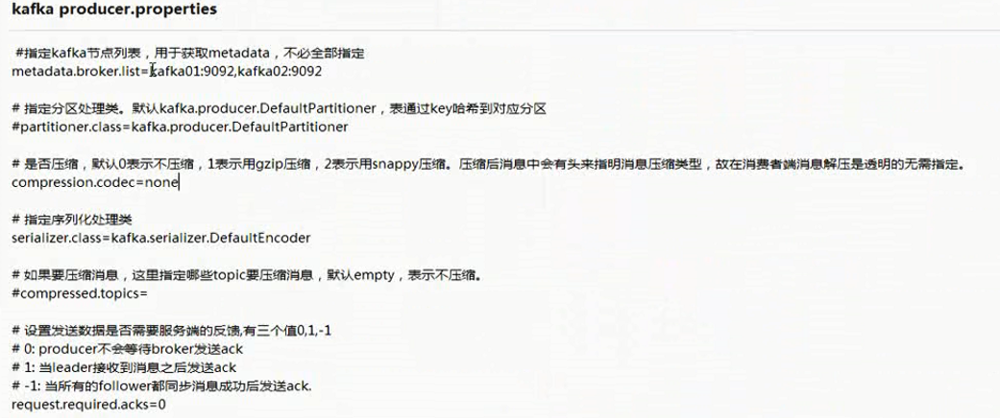 kafka producer.properties
#指定kafka节点列表，用于获取metadata，不必全部指定
metadata.broker.list=kafka01:9092,kafka02:9092
# 指定分区处理类。默认kafka.producer.DefaultPartitioner，表通过key哈希到对应分区
#partitioner.class=kafka.producer.DefaultPartitioner
# 是否压缩，默认0表示不压缩，1表示用gzip压缩，2表示用snappy压缩。压缩后消息中会有头来指明消息压缩类型，故在消费者端消息解压是透明的无需指定。
compression.codec=none
# 指定序列化处理类
serializer.class=kafka.serializer.DefaultEncoder
# 如果要压缩消息，这里指定哪些topic要压缩消息，默认empty，表示不压缩。
#compressed.topics=
# 设置发送数据是否需要服务端的反馈,有三个值0,1,-1
# 0: producer不会等待broker发送ack
# 1: 当leader接收到消息之后发送ack
# -1: 当所有的follower都同步消息成功后发送ack.
request.required.acks=0